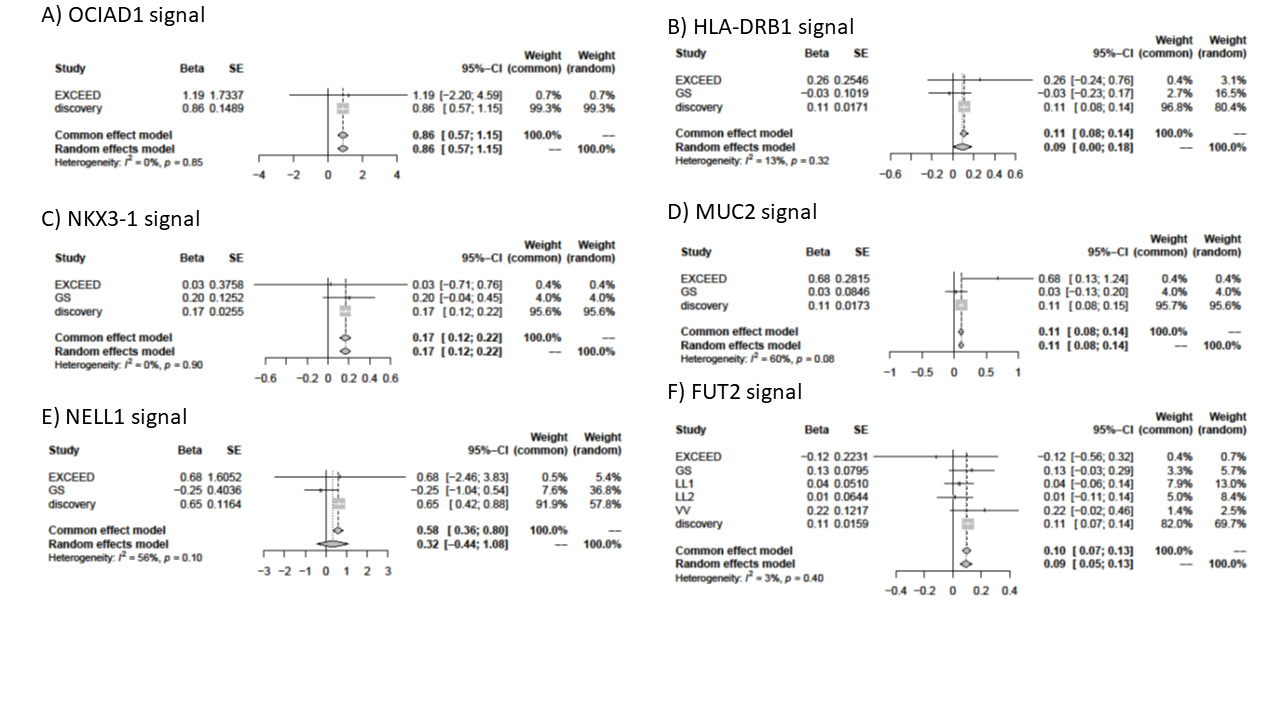 A) OCIAD1 signal
Weight Weight
Study Beta SE 95%−CI (common) (random)
EXCEED 1.19 1.7337 1.19 [−2.20; 4.59] 0.7% 0.7%
discovery 0.86 0.1489 0.86 [0.57; 1.15] 99.3% 99.3%
Common effect model 0.86 [0.57; 1.15] 100.0% −−
Random effects model 0.86 [0.57; 1.15] −− 100.0%
Heterogeneity: I² = 0%, p = 0.85
−4 −2 0 2 4
B) HLA-DRB1 signal
Weight Weight
Study Beta SE 95%−CI (common) (random)
EXCEED 0.26 0.2546 0.26 [−0.24; 0.76] 0.4% 3.1%
GS −0.03 0.1019 −0.03 [−0.23; 0.17] 2.7% 16.5%
discovery 0.11 0.0171 0.11 [0.08; 0.14] 96.8% 80.4%
Common effect model 0.11 [0.08; 0.14] 100.0% −−
Random effects model 0.09 [0.00; 0.18] −− 100.0%
Heterogeneity: I² = 13%, p = 0.32
−0.6 −0.2 0 0.2 0.4 0.6
C) NKX3-1 signal
Weight Weight
Study Beta SE 95%−CI (common) (random)
EXCEED 0.03 0.3758 0.03 [−0.71; 0.76] 0.4% 0.4%
GS 0.20 0.1252 0.20 [−0.04; 0.45] 4.0% 4.0%
discovery 0.17 0.0255 0.17 [0.12; 0.22] 95.6% 95.6%
Common effect model 0.17 [0.12; 0.22] 100.0% −−
Random effects model 0.17 [0.12; 0.22] −− 100.0%
Heterogeneity: I² = 0%, p = 0.90
−0.6 −0.2 0 0.2 0.4 0.6
D) MUC2 signal
Weight Weight
Study Beta SE 95%−CI (common) (random)
EXCEED 0.68 0.2815 0.68 [0.13; 1.24] 0.4% 0.4%
GS 0.03 0.0846 0.03 [−0.13; 0.20] 4.0% 4.0%
discovery 0.11 0.0173 0.11 [0.08; 0.15] 95.7% 95.6%
Common effect model 0.11 [0.08; 0.14] 100.0% −−
Random effects model 0.11 [0.08; 0.14] −− 100.0%
Heterogeneity: I² = 60%, p = 0.08
−1 −0.5 0 0.5 1
E) NELL1 signal
Weight Weight
Study Beta SE 95%−CI (common) (random)
EXCEED 0.68 1.6052 0.68 [−2.46; 3.83] 0.5% 5.4%
GS −0.25 0.4036 −0.25 [−1.04; 0.54] 7.6% 36.8%
discovery 0.65 0.1164 0.65 [0.42; 0.88] 91.9% 57.8%
Common effect model 0.58 [0.36; 0.80] 100.0% −−
Random effects model 0.32 [−0.44; 1.08] −− 100.0%
Heterogeneity: I² = 56%, p = 0.10
−3 −2 −1 0 1 2 3
F) FUT2 signal
Weight Weight
Study Beta SE 95%−CI (common) (random)
EXCEED −0.12 0.2231 −0.12 [−0.56; 0.32] 0.4% 0.7%
GS 0.13 0.0795 0.13 [−0.03; 0.29] 3.3% 5.7%
LL1 0.04 0.0510 0.04 [−0.06; 0.14] 7.9% 13.0%
LL2 0.01 0.0644 0.01 [−0.11; 0.14] 5.0% 8.4%
VV 0.22 0.1217 0.22 [−0.02; 0.46] 1.4% 2.5%
discovery 0.11 0.0159 0.11 [0.07; 0.14] 82.0% 69.7%
Common effect model 0.10 [0.07; 0.13] 100.0% −−
Random effects model 0.09 [0.05; 0.13] −− 100.0%
Heterogeneity: I² = 3%, p = 0.40
−0.4 −0.2 0 0.2 0.4